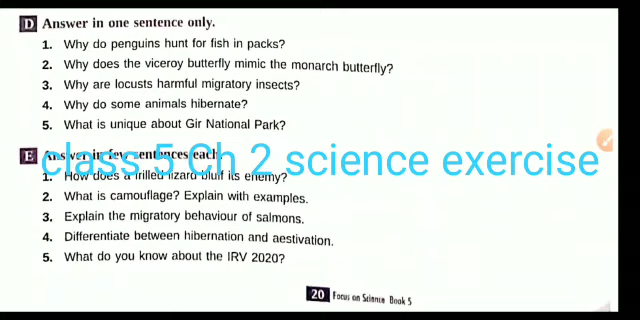 D Answer in one sentence only.
1. Why do penguins hunt for fish in packs?
2. Why does the viceroy butterfly mimic the monarch butterfly?
3. Why are locusts harmful migratory insects?
4. Why do some animals hibernate?
5. What is unique about Gir National Park?
E Answer in few sentences each.
class 5 Ch 2 science exercise
1. How does a frilled lizard bluff its enemy?
2. What is camouflage? Explain with examples.
3. Explain the migratory behaviour of salmons.
4. Differentiate between hibernation and aestivation.
5. What do you know about the IRV 2020?
20 Focus on Science Book 5